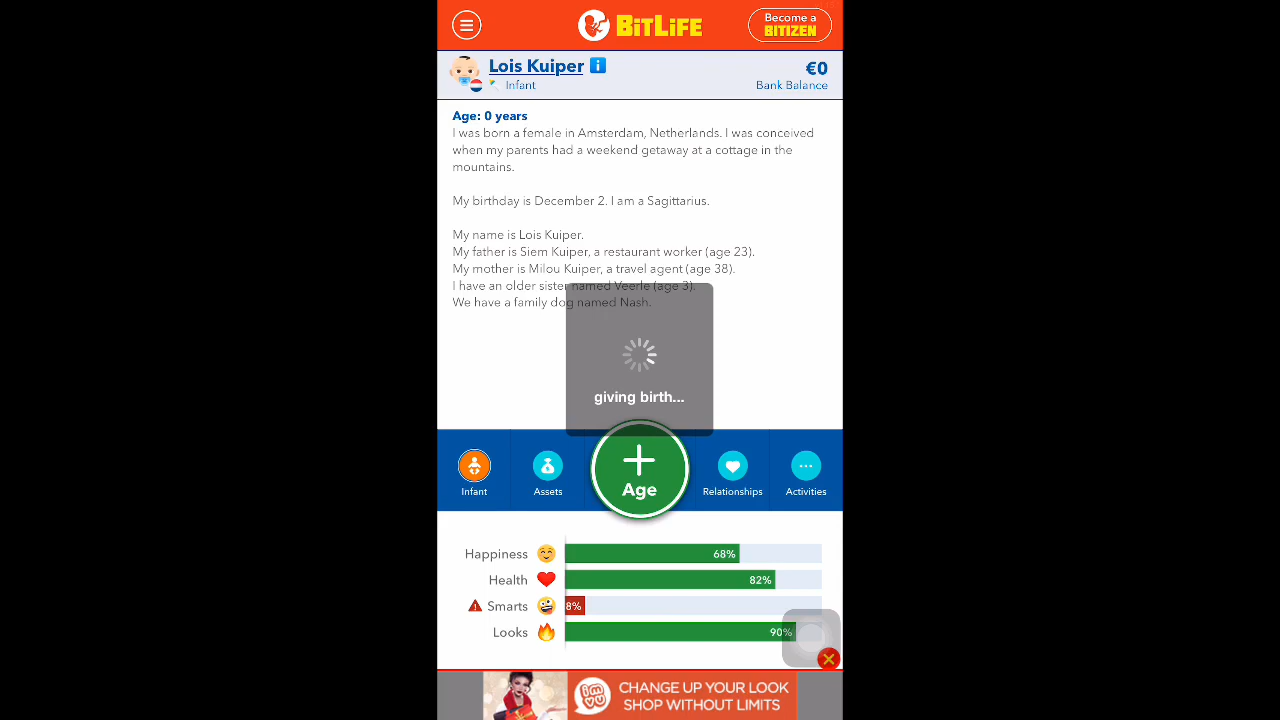 BitLife
Become a
BITIZEN
Lois Kuiper
€0
Infant
Bank Balance
Age: 0 years
I was born a female in Amsterdam, Netherlands. I was conceived
when my parents had a weekend getaway at a cottage in the
mountains.
My birthday is December 2. I am a Sagittarius.
My name is Lois Kuiper.
My father is Siem Kuiper, a restaurant worker (age 23).
My mother is Milou Kuiper, a travel agent (age 38).
I have an older sister named Veerle (age 3).
We have a family dog named Nash.
giving birth...
Infant
Assets
Age
Relationships
Activities
Happiness 68%
Health 82%
Smarts 8%
Looks 90%
imvu
CHANGE UP YOUR LOOK
SHOP WITHOUT LIMITS